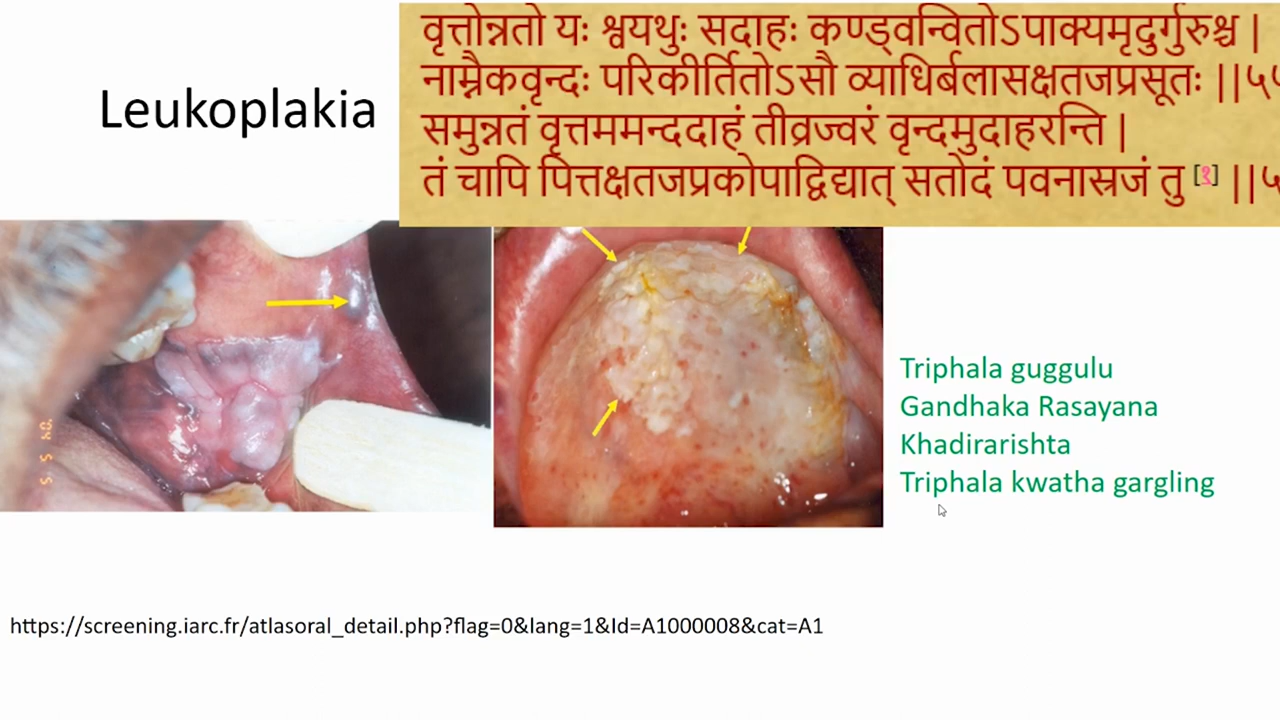 Leukoplakia
वृत्तोन्नतो यः श्वयथुः सदाहः कण्ड्वन्वितोऽपाक्यमृदुर्गुरुश्च |
नाम्नैकवृन्दः परिकीर्तितोऽसौ व्याधिर्बलासक्षतजप्रसूतः ||
समुन्नतं वृत्तममन्ददाहं तीव्रज्वरं वृन्दमुदाहरन्ति |
तं चापि पित्तक्षतजप्रकोपाद्विद्यात् सतोदं पवनास्रजं तु [१] ||
Triphala guggulu
Gandhaka Rasayana
Khadirarishta
Triphala kwatha gargling
https://screening.iarc.fr/atlasoral_detail.php?flag=0&lang=1&Id=A1000008&cat=A1